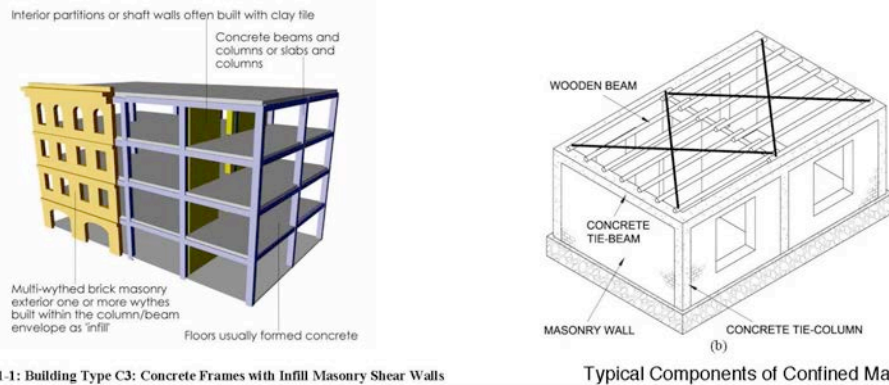 Interior partitions or shaft walls often built with clay tile
Concrete beams and
columns or slabs and
columns
Multi-wythed brick masonry
exterior one or more wythes
built within the column/beam
envelope as 'infill'
Floors usually formed concrete
1-1: Building Type C3: Concrete Frames with Infill Masonry Shear Walls
WOODEN BEAM
CONCRETE
TIE-BEAM
MASONRY WALL
CONCRETE TIE-COLUMN
(b)
Typical Components of Confined Ma